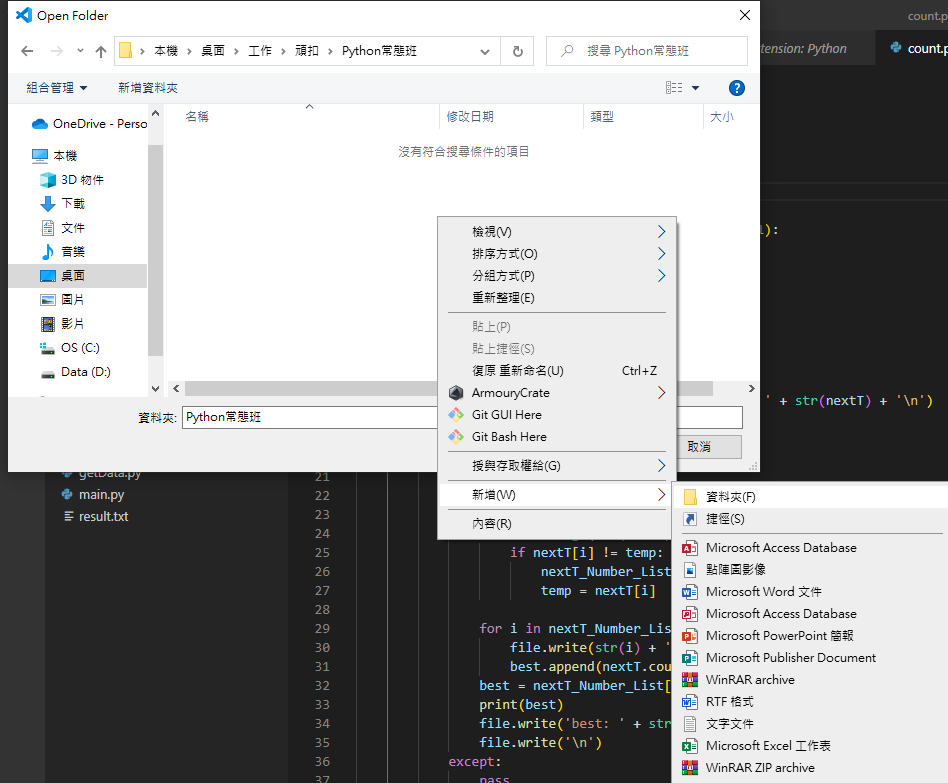 Open Folder
count.p
本機 › 桌面 › 工作 › 頑扣 › Python常態班
搜尋 Python常態班
tension: Python
count.p
組合管理
新增資料夾
?
名稱
修改日期
類型
大小
沒有符合搜尋條件的項目
OneDrive - Perso
本機
3D 物件
下載
文件
音樂
桌面
圖片
影片
OS (C:)
Data (D:)
資料夾:
Python常態班
取消
檢視(V)
排序方式(O)
分組方式(P)
重新整理(E)
貼上(P)
貼上捷徑(S)
復原 重新命名(U) Ctrl+Z
ArmouryCrate
Git GUI Here
Git Bash Here
授與存取權給(G)
新增(W)
內容(R)
資料夾(F)
捷徑(S)
Microsoft Access Database
點陣圖影像
Microsoft Word 文件
Microsoft Access Database
Microsoft PowerPoint 簡報
Microsoft Publisher Document
WinRAR archive
RTF 格式
文字文件
Microsoft Excel 工作表
WinRAR ZIP archive
):
' + str(nextT) + '\n')
getData.py
main.py
result.txt
21
22
23
24
25 if nextT[i] != temp:
26 nextT_Number_List
27 temp = nextT[i]
28
29 for i in nextT_Number_Lis
30 file.write(str(i) + '
31 best.append(nextT.cou
32 best = nextT_Number_List[
33 print(best)
34 file.write('best: ' + str
35 file.write('\n')
36 except:
37 pass